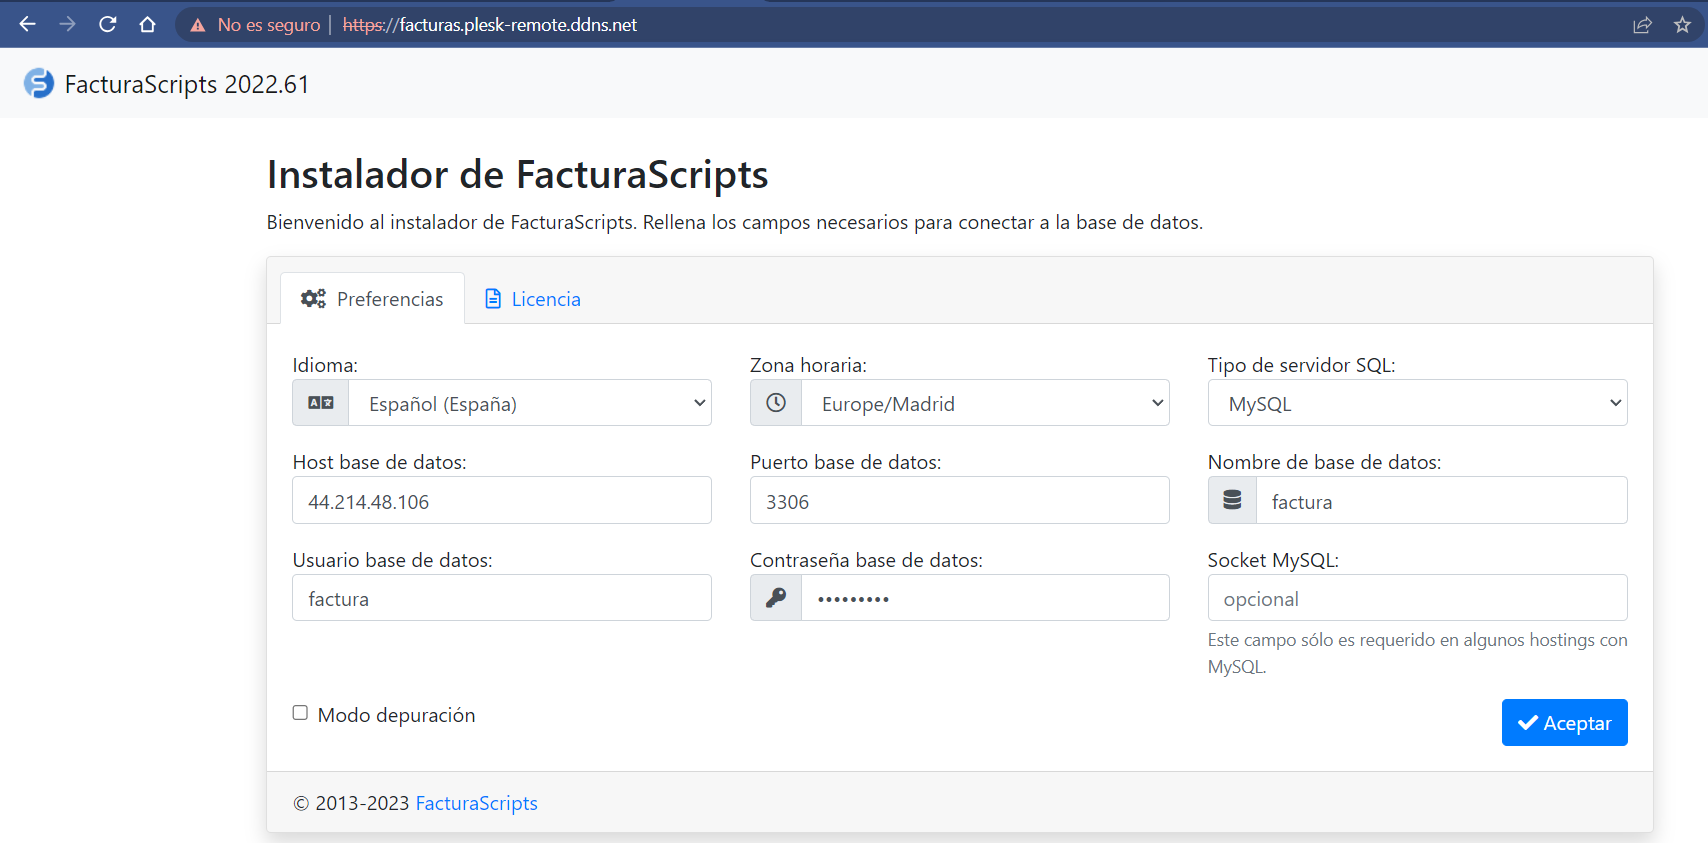 No es seguro | https://facturas.plesk-remote.ddns.net
FacturaScripts 2022.61
Instalador de FacturaScripts
Bienvenido al instalador de FacturaScripts. Rellena los campos necesarios para conectar a la base de datos.
Preferencias Licencia
Idioma: Zona horaria: Tipo de servidor SQL:
Español (España) Europe/Madrid MySQL
Host base de datos: Puerto base de datos: Nombre de base de datos:
44.214.48.106 3306 factura
Usuario base de datos: Contraseña base de datos: Socket MySQL:
factura ••••••••• opcional
Este campo sólo es requerido en algunos hostings con
MySQL.
Modo depuración Aceptar
© 2013-2023 FacturaScripts